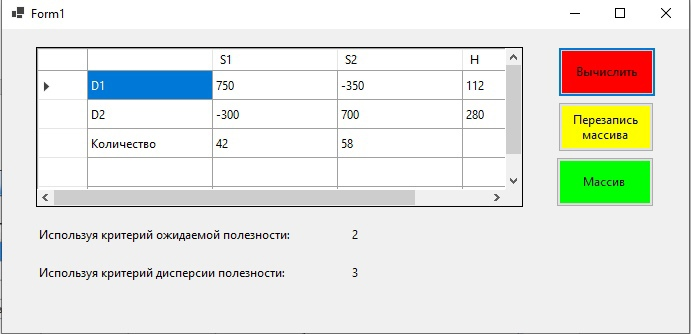 Form1
S1 S2 H
D1 750 -350 112
D2 -300 700 280
Количество 42 58
Вычислить
Перезапись
массива
Массив
Используя критерий ожидаемой полезности: 2
Используя критерий дисперсии полезности: 3